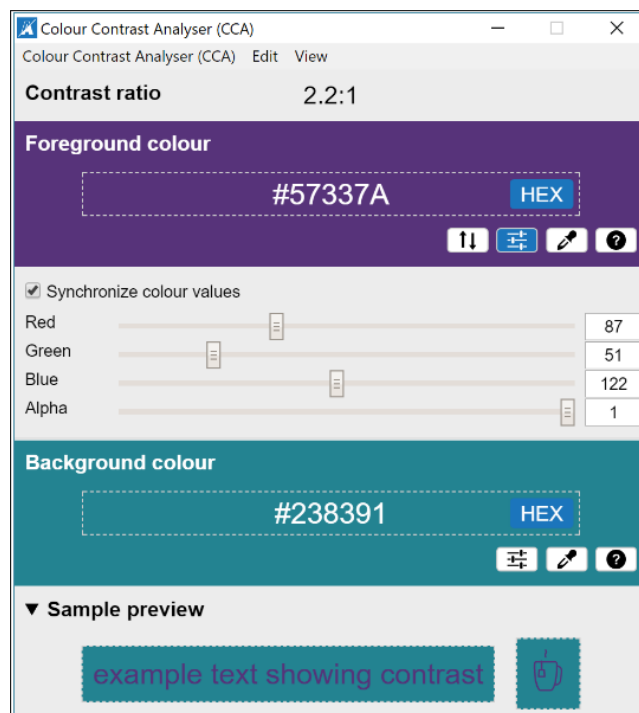 Colour Contrast Analyser (CCA)
Colour Contrast Analyser (CCA) Edit View
Contrast ratio 2.2:1
Foreground colour
#57337A HEX
Synchronize colour values
Red 87
Green 51
Blue 122
Alpha 1
Background colour
#238391 HEX
Sample preview
example text showing contrast